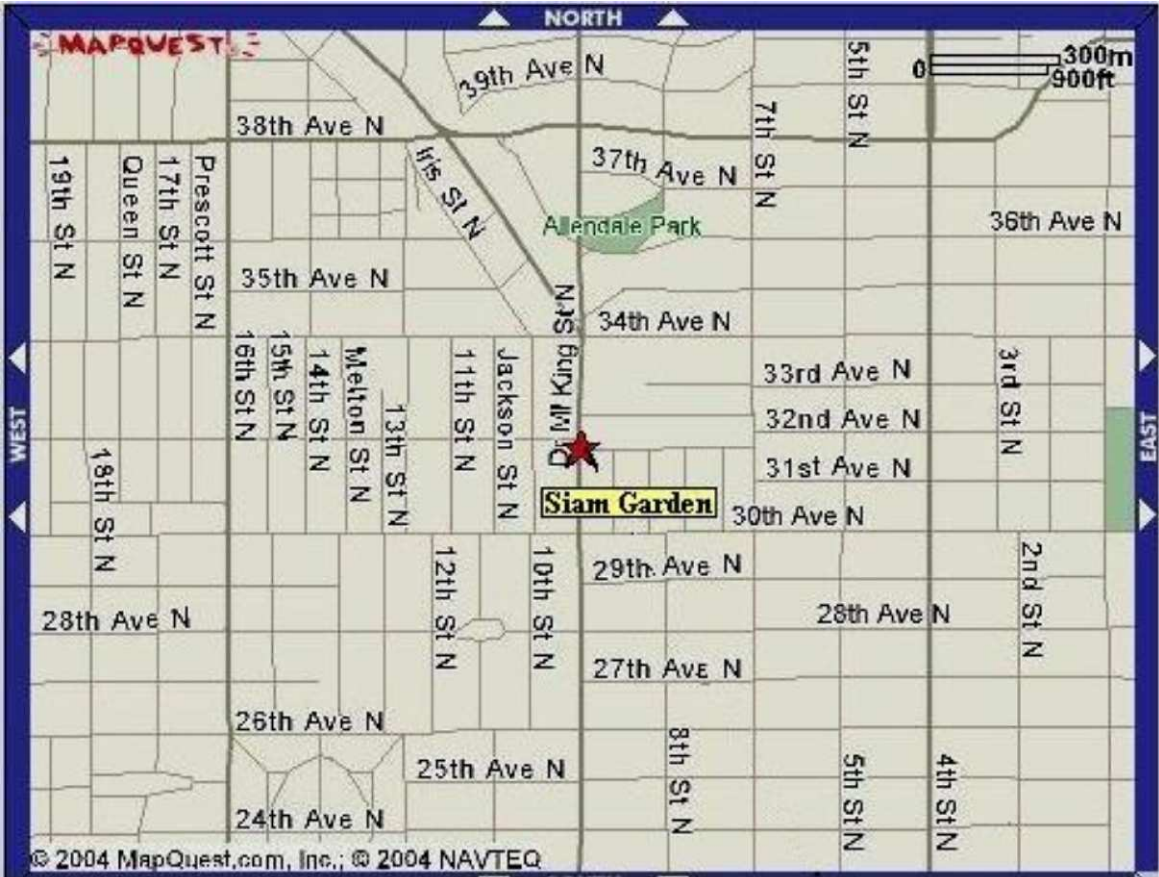 NORTH
MAPQUEST!
39th Ave N
5th St N
0 300m
900ft
38th Ave N
7th St N
Iris St N
37th Ave N
19th St N
Queen St N
17th St N
Prescott St N
Allendale Park
36th Ave N
35th Ave N
34th Ave N
16th St N
15th St N
14th St N
Melton St N
13th St N
11th St N
Jackson St N
Dr Ml King St N
33rd Ave N
3rd St N
32nd Ave N
31st Ave N
WEST
EAST
18th St N
Siam Garden
30th Ave N
12th St N
10th St N
29th Ave N
2nd St N
28th Ave N
28th Ave N
27th Ave N
26th Ave N
8th St N
25th Ave N
5th St N
4th St N
24th Ave N
© 2004 MapQuest.com, Inc.; © 2004 NAVTEQ